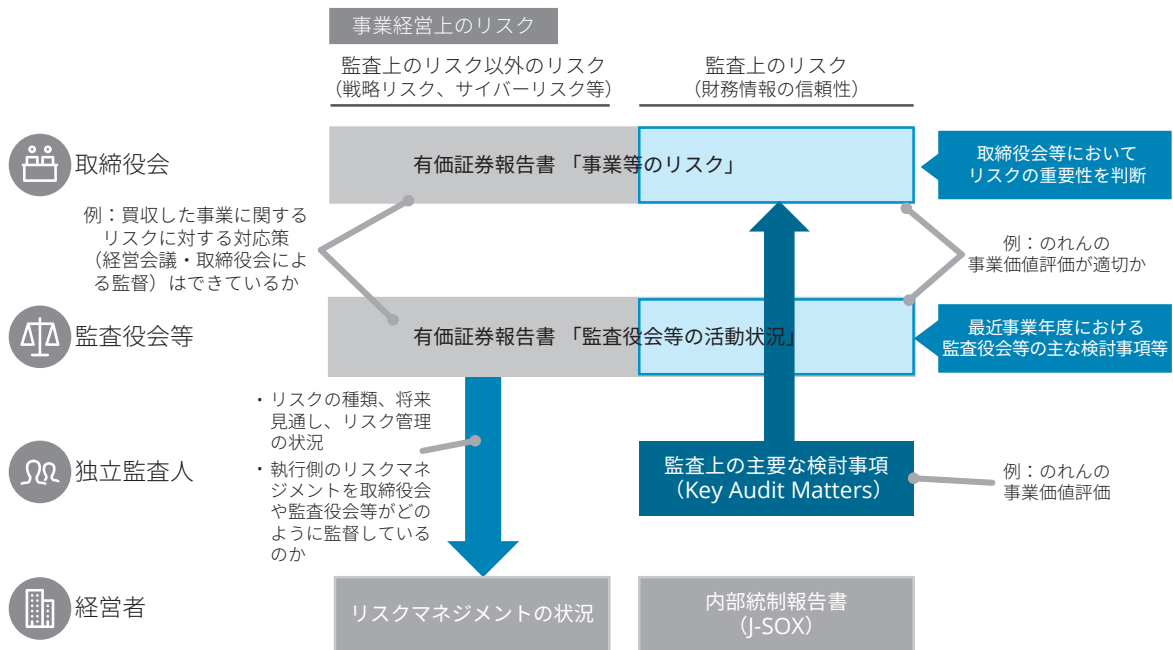 事業経営上のリスク
監査上のリスク以外のリスク
（戦略リスク、サイバーリスク等）
監査上のリスク
（財務情報の信頼性）
取締役会
有価証券報告書 「事業等のリスク」
取締役会等において
リスクの重要性を判断
例：買収した事業に関する
リスクに対する対応策
（経営会議・取締役会によ
る監督）はできているか
例：のれんの
事業価値評価が適切か
監査役会等
有価証券報告書 「監査役会等の活動状況」
最近事業年度における
監査役会等の主な検討事項等
・リスクの種類、将来
見通し、リスク管理
の状況
・執行側のリスクマネ
ジメントを取締役会
や監査役会等がどの
ように監督している
のか
独立監査人
監査上の主要な検討事項
（Key Audit Matters）
例：のれんの
事業価値評価
経営者
リスクマネジメントの状況
内部統制報告書
（J-SOX）